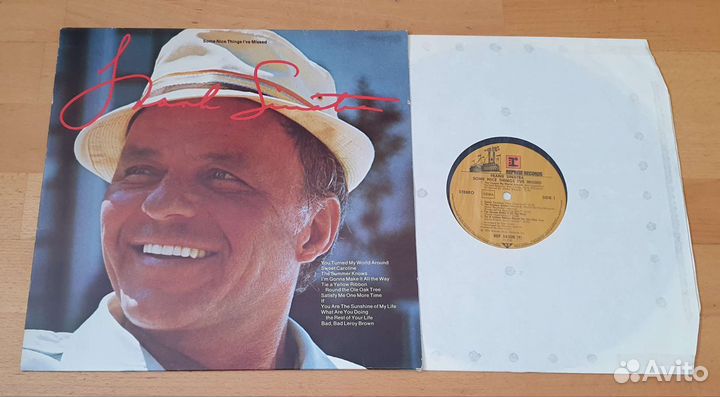 Some Nice Things I've Missed
Frank Sinatra
You Turned My World Around
Sweet Caroline
The Summer Knows
I'm Gonna Make It All the Way
Tie a Yellow Ribbon
Round the Ole Oak Tree
Satisfy Me One More Time
If
You Are The Sunshine of My Life
What Are You Doing
the Rest of Your Life
Bad, Bad Leroy Brown
REPRISE RECORDS
FRANK SINATRA
SOME NICE THINGS I'VE MISSED
STEREO
SIDE 1
Avito